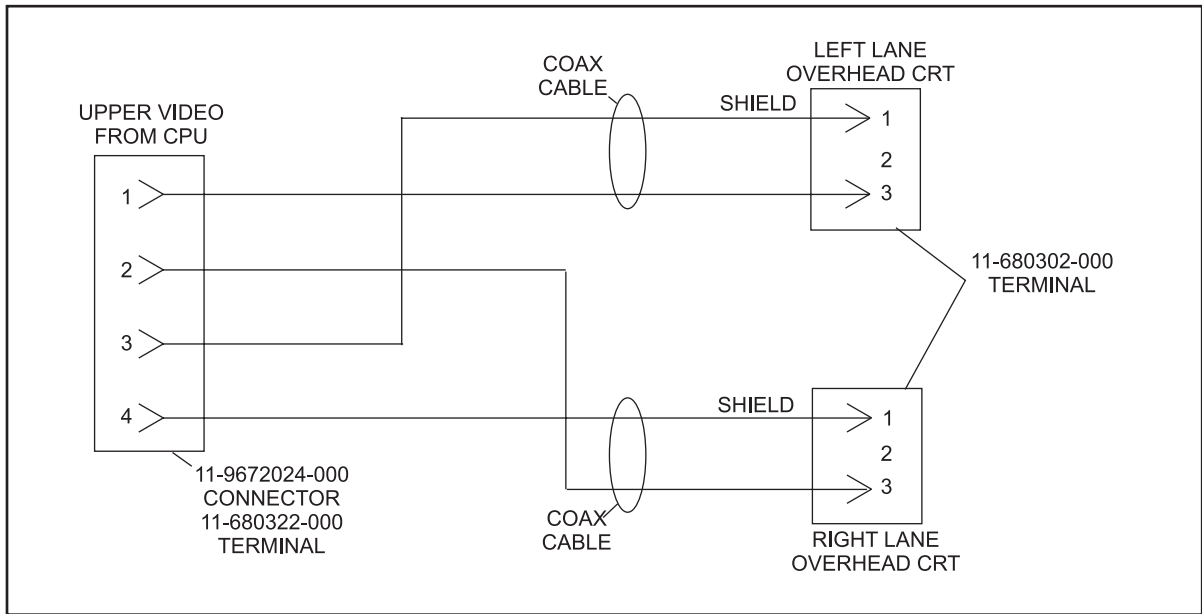 UPPER VIDEO
FROM CPU
1
2
3
4
11-9672024-000
CONNECTOR
11-680322-000
TERMINAL
COAX
CABLE
SHIELD
LEFT LANE
OVERHEAD CRT
1
2
3
11-680302-000
TERMINAL
COAX
CABLE
SHIELD
1
2
3
RIGHT LANE
OVERHEAD CRT